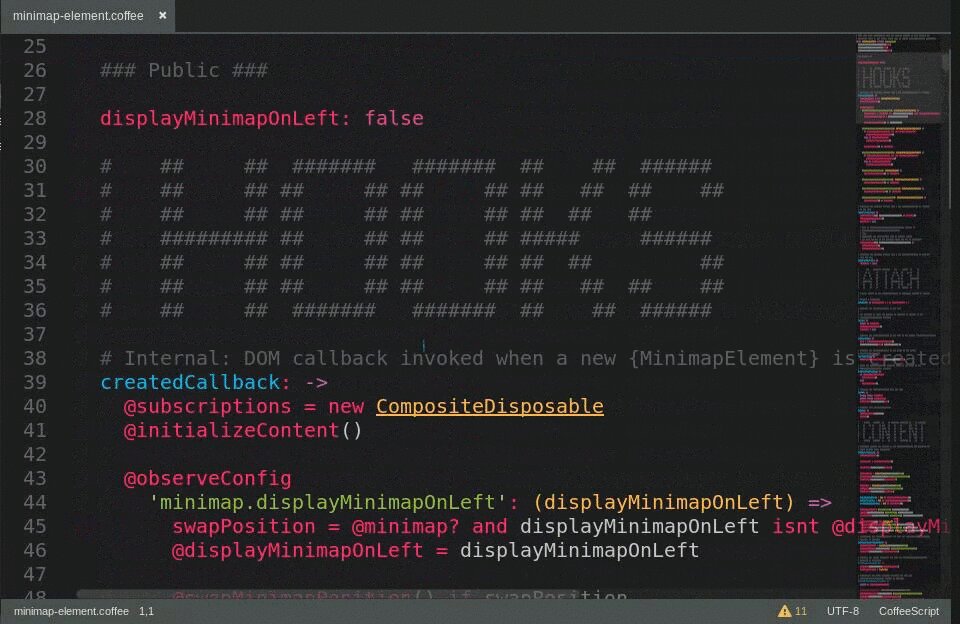 minimap-element.coffee ×
25
26 ### Public ###
27
28 displayMinimapOnLeft: false
29
30 #    ##     ##  #######   #######  ##    ##  ######
31 #    ##     ## ##     ## ##     ## ##   ##  ##    ##
32 #    ##     ## ##     ## ##     ## ##  ##   ##
33 #    ######### ##     ## ##     ## #####     ######
34 #    ##     ## ##     ## ##     ## ##  ##         ##
35 #    ##     ## ##     ## ##     ## ##   ##  ##    ##
36 #    ##     ##  #######   #######  ##    ##  ######
37
38 # Internal: DOM callback invoked when a new {MinimapElement} is created
39 createdCallback: ->
40 @subscriptions = new CompositeDisposable
41 @initializeContent()
42
43 @observeConfig
44 'minimap.displayMinimapOnLeft': (displayMinimapOnLeft) =>
45 swapPosition = @minimap? and displayMinimapOnLeft isnt @displayMi
46 @displayMinimapOnLeft = displayMinimapOnLeft
47
48 @swapMinimapPosition() if swapPosition
HOOKS
ATTACH
CONTENT
minimap-element.coffee 1,1 11 UTF-8 CoffeeScript